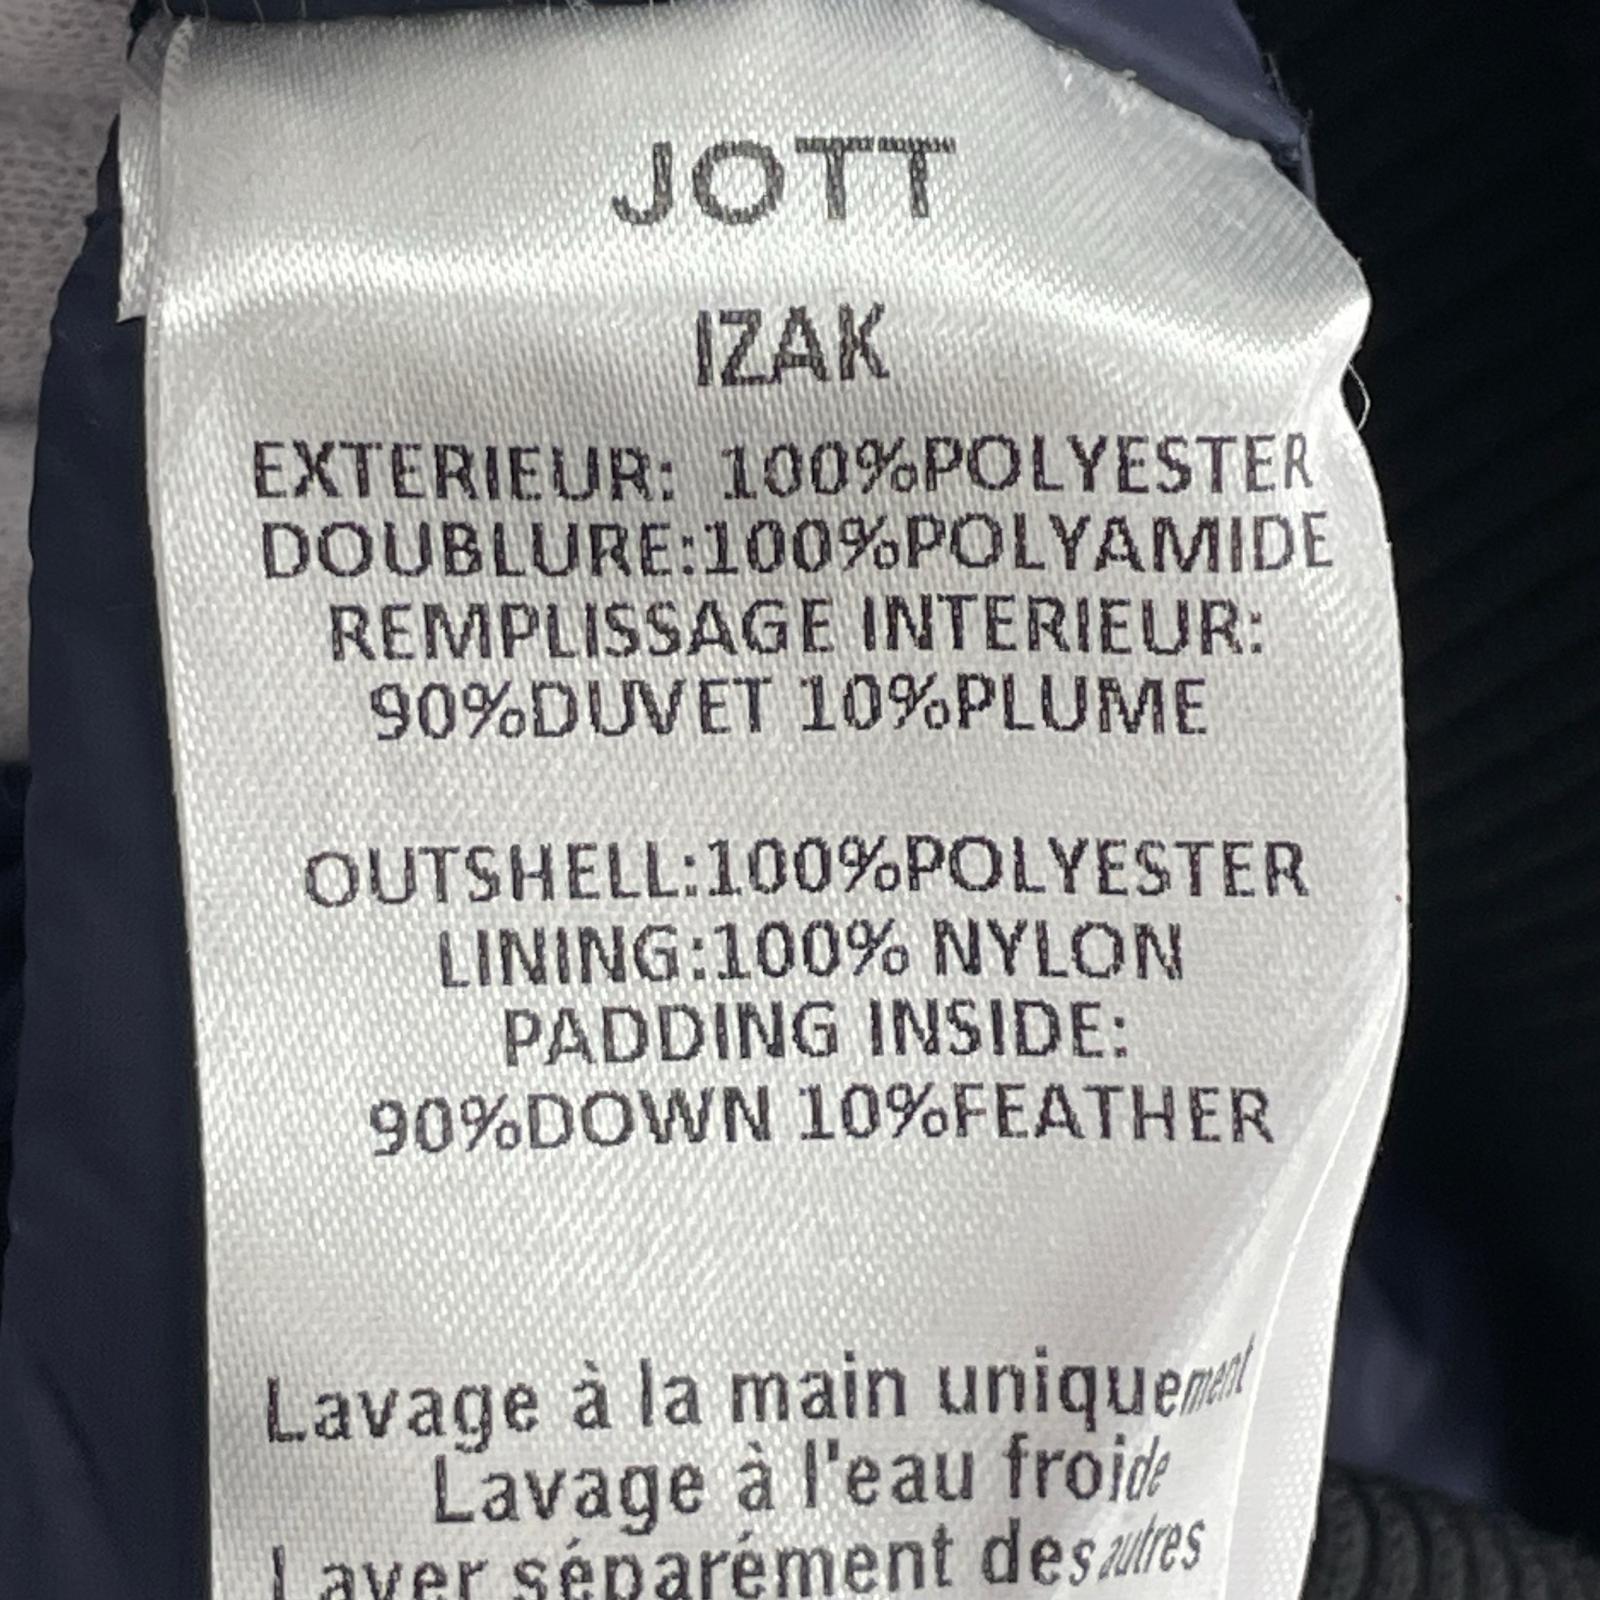 JOTT
IZAK
EXTERIEUR: 100%POLYESTER
DOUBLURE:100%POLYAMIDE
REMPLISSAGE INTERIEUR:
90%DUVET 10%PLUME
OUTSHELL:100%POLYESTER
LINING:100% NYLON
PADDING INSIDE:
90%DOWN 10%FEATHER
Lavage à la main uniquement
Lavage à l'eau froide
Laver séparément des autres